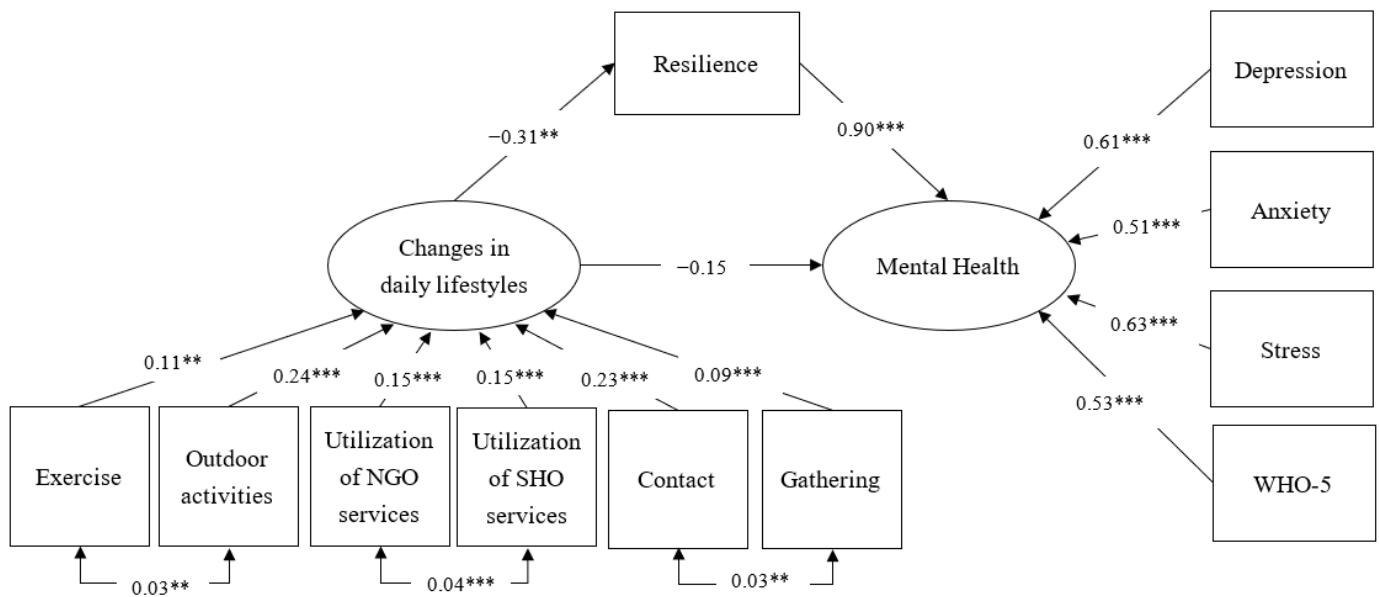 Resilience
Depression
−0.31**
0.90***
0.61***
Anxiety
0.51***
Changes in
daily lifestyles
−0.15
Mental Health
0.63***
Stress
0.11**
0.24***
0.15***
0.15***
0.23***
0.09***
0.53***
Exercise
Outdoor
activities
Utilization
of NGO
services
Utilization
of SHO
services
Contact
Gathering
WHO-5
0.03**
0.04***
0.03**